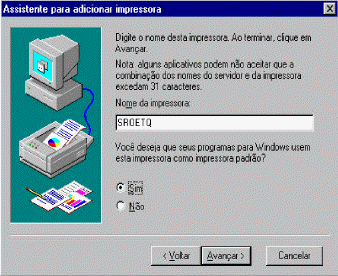 Assistente para adicionar impressora
Digite o nome desta impressora. Ao terminar, clique em
Avançar.
Nota: alguns aplicativos podem não aceitar que a
combinação dos nomes do servidor e da impressora
excedam 31 caracteres.
Nome da impressora:
SROETQ
Você deseja que seus programas para Windows usem
esta impressora como impressora padrão?
Sim
Não
< Voltar
Avançar >
Cancelar